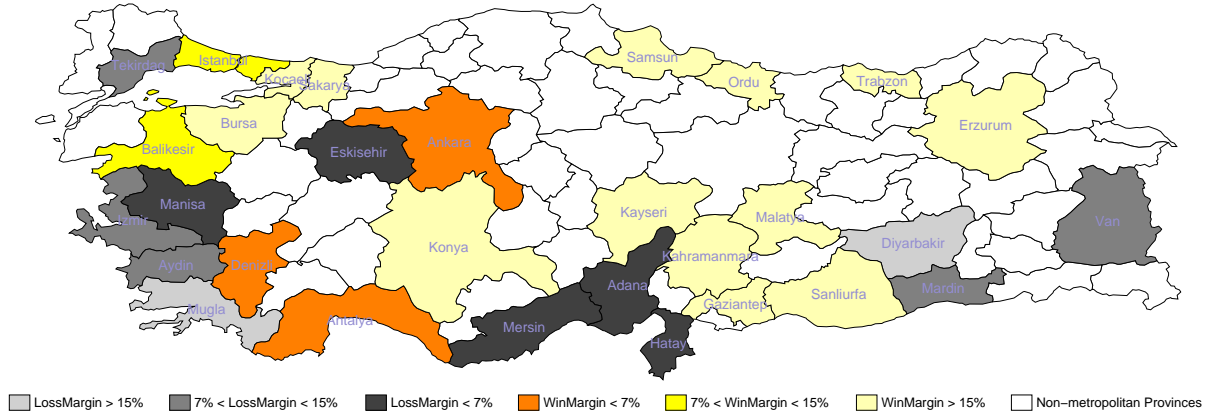 Samsun
Istanbul
Tekirdag
Kocaeli
Ordu
Trabzon
Sakarya
Bursa
Erzurum
Ankara
Balikesir
Eskisehir
Manisa
Kayseri
Malatya
Izmir
Van
Diyarbakir
Konya
Kahramanmara
Aydin
Denizli
Adana
Mardin
Sanliurfa
Gaziantep
Mugla
Antalya
Mersin
Hatay
LossMargin > 15% 7% < LossMargin < 15% LossMargin < 7% WinMargin < 7% 7% < WinMargin < 15% WinMargin > 15% Non−metropolitan Provinces